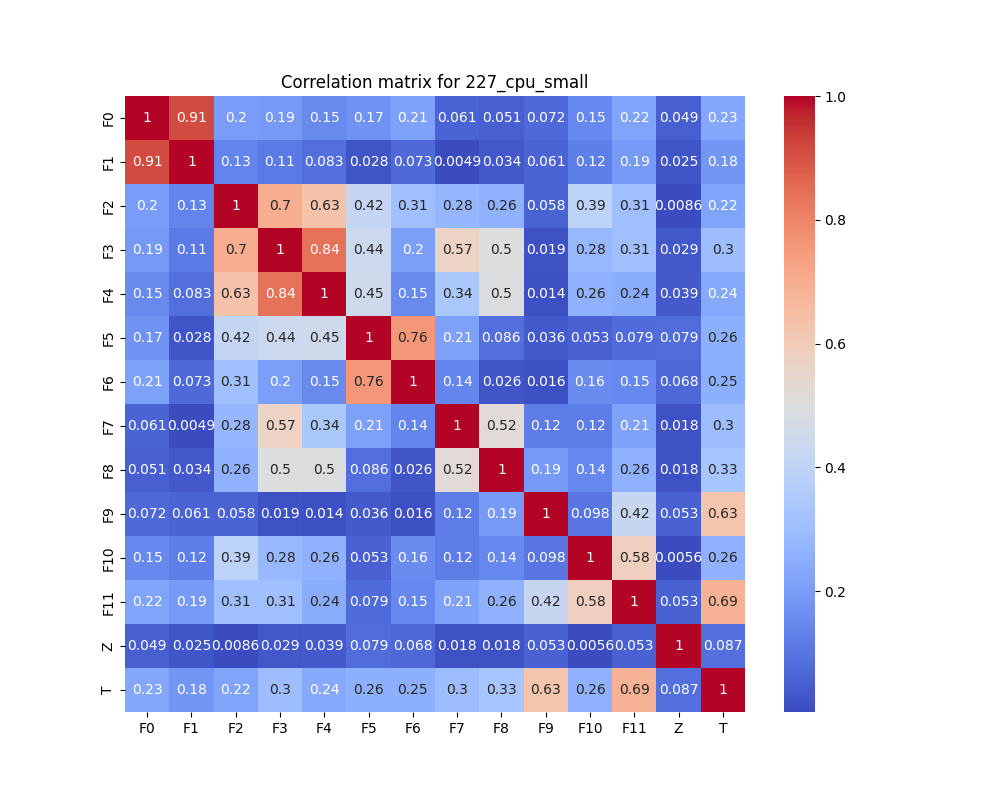 Correlation matrix for 227_cpu_small
F0 1 0.91 0.2 0.19 0.15 0.17 0.21 0.061 0.051 0.072 0.15 0.22 0.049 0.23
F1 0.91 1 0.13 0.11 0.083 0.028 0.073 0.0049 0.034 0.061 0.12 0.19 0.025 0.18
F2 0.2 0.13 1 0.7 0.63 0.42 0.31 0.28 0.26 0.058 0.39 0.31 0.0086 0.22
F3 0.19 0.11 0.7 1 0.84 0.44 0.2 0.57 0.5 0.019 0.28 0.31 0.029 0.3
F4 0.15 0.083 0.63 0.84 1 0.45 0.15 0.34 0.5 0.014 0.26 0.24 0.039 0.24
F5 0.17 0.028 0.42 0.44 0.45 1 0.76 0.21 0.086 0.036 0.053 0.079 0.079 0.26
F6 0.21 0.073 0.31 0.2 0.15 0.76 1 0.14 0.026 0.016 0.16 0.15 0.068 0.25
F7 0.061 0.0049 0.28 0.57 0.34 0.21 0.14 1 0.52 0.12 0.12 0.21 0.018 0.3
F8 0.051 0.034 0.26 0.5 0.5 0.086 0.026 0.52 1 0.19 0.14 0.26 0.018 0.33
F9 0.072 0.061 0.058 0.019 0.014 0.036 0.016 0.12 0.19 1 0.098 0.42 0.053 0.63
F10 0.15 0.12 0.39 0.28 0.26 0.053 0.16 0.12 0.14 0.098 1 0.58 0.0056 0.26
F11 0.22 0.19 0.31 0.31 0.24 0.079 0.15 0.21 0.26 0.42 0.58 1 0.053 0.69
Z 0.049 0.025 0.0086 0.029 0.039 0.079 0.068 0.018 0.018 0.053 0.0056 0.053 1 0.087
T 0.23 0.18 0.22 0.3 0.24 0.26 0.25 0.3 0.33 0.63 0.26 0.69 0.087 1
F0 F1 F2 F3 F4 F5 F6 F7 F8 F9 F10 F11 Z T
1.0
0.8
0.6
0.4
0.2